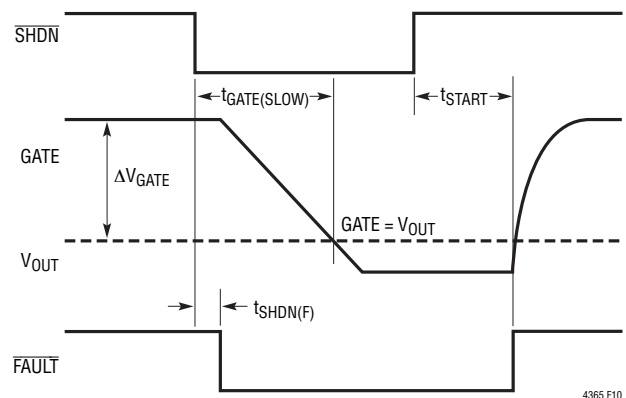 SHDN
tGATE(SLOW)
tSTART
GATE
ΔVGATE
GATE = VOUT
VOUT
tSHDN(F)
FAULT
4365 F10